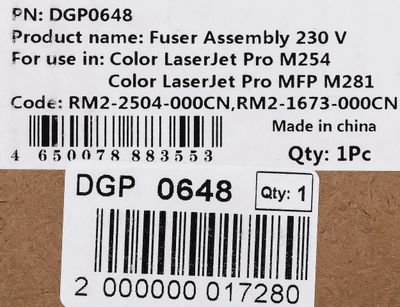 PN: DGP0648
Product name: Fuser Assembly 230 V
For use in: Color LaserJet Pro M254
Color LaserJet Pro MFP M281
Code: RM2-2504-000CN,RM2-1673-000CN
Made in china
4 650078 883553
Qty: 1Pc
DGP 0648 Qty: 1
2 000000 017280